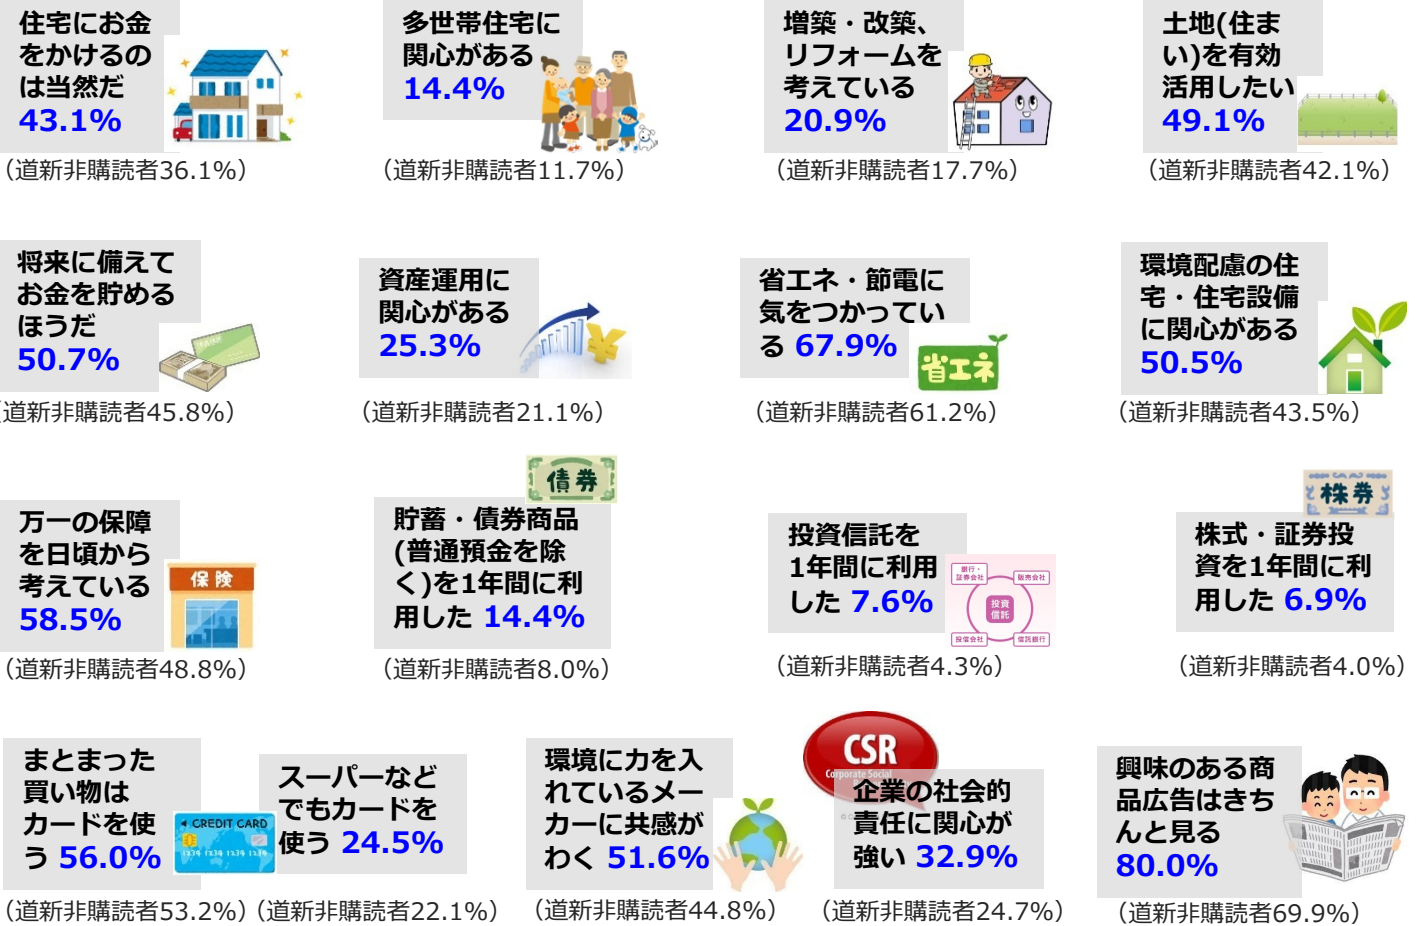 住宅にお金
をかけるの
は当然だ
43.1%
（道新非購読者36.1%）
多世帯住宅に
関心がある
14.4%
（道新非購読者11.7%）
増築・改築、
リフォームを
考えている
20.9%
（道新非購読者17.7%）
土地(住ま
い)を有効
活用したい
49.1%
（道新非購読者42.1%）
将来に備えて
お金を貯める
ほうだ
50.7%
（道新非購読者45.8%）
資産運用に
関心がある
25.3%
（道新非購読者21.1%）
省エネ・節電に
気をつかってい
る 67.9%
省エネ
（道新非購読者61.2%）
環境配慮の住
宅・住宅設備
に関心がある
50.5%
（道新非購読者43.5%）
万一の保障
を日頃から
考えている
58.5%
保険
（道新非購読者48.8%）
債券
貯蓄・債券商品
(普通預金を除
く)を1年間に利
用した 14.4%
（道新非購読者8.0%）
投資信託を
1年間に利用
した 7.6%
銀行・
証券会社
販売会社
投資
信託
投信会社
信託銀行
（道新非購読者4.3%）
株券
株式・証券投
資を1年間に利
用した 6.9%
（道新非購読者4.0%）
まとまった
買い物は
カードを使
う 56.0%
（道新非購読者53.2%）
CREDIT CARD
1234 1234 1234 1234
スーパーなど
でもカードを
使う 24.5%
（道新非購読者22.1%）
環境に力を入
れているメー
カーに共感が
わく 51.6%
（道新非購読者44.8%）
CSR
Corporate Social
企業の社会的
責任に関心が
強い 32.9%
（道新非購読者24.7%）
興味のある商
品広告はきち
んと見る
80.0%
（道新非購読者69.9%）